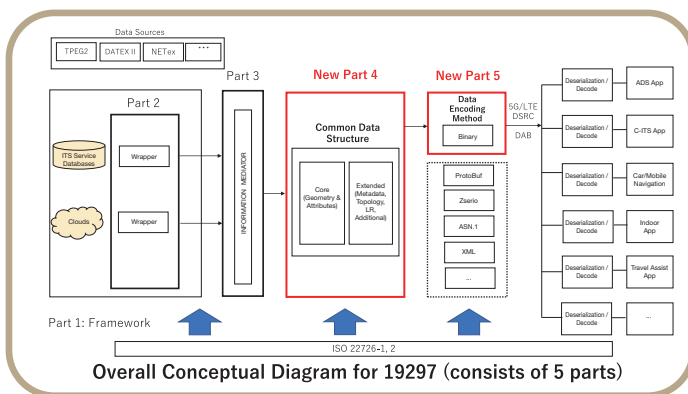 Data Sources
TPEG2
DATEX II
NETex
...
Part 3
New Part 4
New Part 5
Part 2
ITS Service
Databases
Wrapper
Clouds
Wrapper
INFORMATION MEDIATOR
Common Data
Structure
Core
(Geometry &
Attributes)
Extended
(Metadata,
Topology,
LR,
Additional)
Data
Encoding
Method
Binary
ProtoBuf
Zserio
ASN.1
XML
...
5G/LTE
DSRC
DAB
Deserialization /
Decode
ADS App
Deserialization /
Decode
C-ITS App
Deserialization /
Decode
Car/Mobile
Navigation
Deserialization /
Decode
Indoor
App
Deserialization /
Decode
Travel Assist
App
Deserialization /
Decode
...
Part 1: Framework
ISO 22726-1, 2
Overall Conceptual Diagram for 19297 (consists of 5 parts)